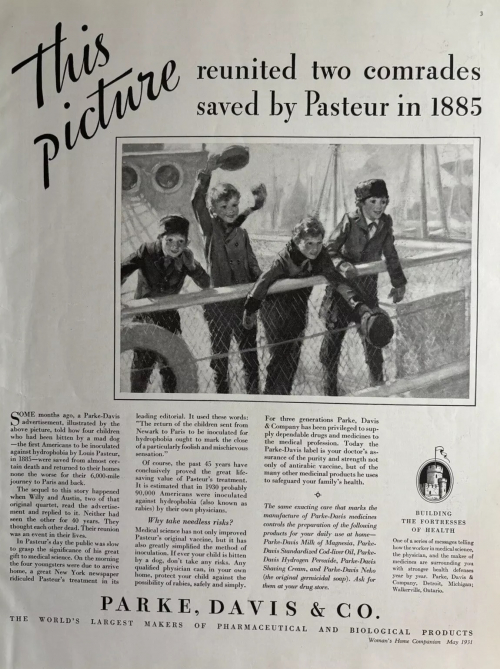 3
This
picture
reunited two comrades
saved by Pasteur in 1885
SOME months ago, a Parke-Davis
advertisement, illustrated by the
above picture, told how four children
who had been bitten by a mad dog
—the first Americans to be inoculated
against hydrophobia by Louis Pasteur,
in 1885—were saved from almost cer-
tain death and returned to their homes
none the worse for their 6,000-mile
journey to Paris and back.
The sequel to this story happened
when Willy and Austin, two of that
original quartet, read the advertise-
ment and replied to it. Neither had
seen the other for 40 years. They
thought each other dead. Their reunion
was an event in their lives.
In Pasteur's day the public was slow
to grasp the significance of his great
gift to medical science. On the morning
the four youngsters were due to arrive
home, a great New York newspaper
ridiculed Pasteur's treatment in its
leading editorial. It used these words:
"The return of the children sent from
Newark to Paris to be inoculated for
hydrophobia ought to mark the close
of a particularly foolish and mischievous
sensation."
Of course, the past 45 years have
conclusively proved the great life-
saving value of Pasteur's treatment.
It is estimated that in 1930 probably
90,000 Americans were inoculated
against hydrophobia (also known as
rabies) by their own physicians.
Why take needless risks?
Medical science has not only improved
Pasteur's original vaccine, but it has
also greatly simplified the method of
inoculation. If ever your child is bitten
by a dog, don't take any risks. Any
qualified physician can, in your own
home, protect your child against the
possibility of rabies, safely and simply.
For three generations Parke, Davis
& Company has been privileged to sup-
ply dependable drugs and medicines to
the medical profession. Today the
Parke-Davis label is your doctor's as-
surance of the purity and strength not
only of antirabic vaccine, but of the
many other medicinal products he uses
to safeguard your family's health.
The same exacting care that marks the
manufacture of Parke-Davis medicines
controls the preparation of the following
products for your daily use at home—
Parke-Davis Milk of Magnesia, Parke-
Davis Standardized Cod-liver Oil, Parke-
Davis Hydrogen Peroxide, Parke-Davis
Shaving Cream, and Parke-Davis Neko
(the original germicidal soap). Ask for
them at your drug store.
BUILDING
THE FORTRESSES
OF HEALTH
One of a series of messages telling
how the worker in medical science,
the physician, and the maker of
medicines are surrounding you
with stronger health defenses
year by year. Parke, Davis &
Company, Detroit, Michigan;
Walkerville, Ontario.
PARKE, DAVIS & CO.
THE WORLD'S LARGEST MAKERS OF PHARMACEUTICAL AND BIOLOGICAL PRODUCTS
Woman's Home Companion May 1931